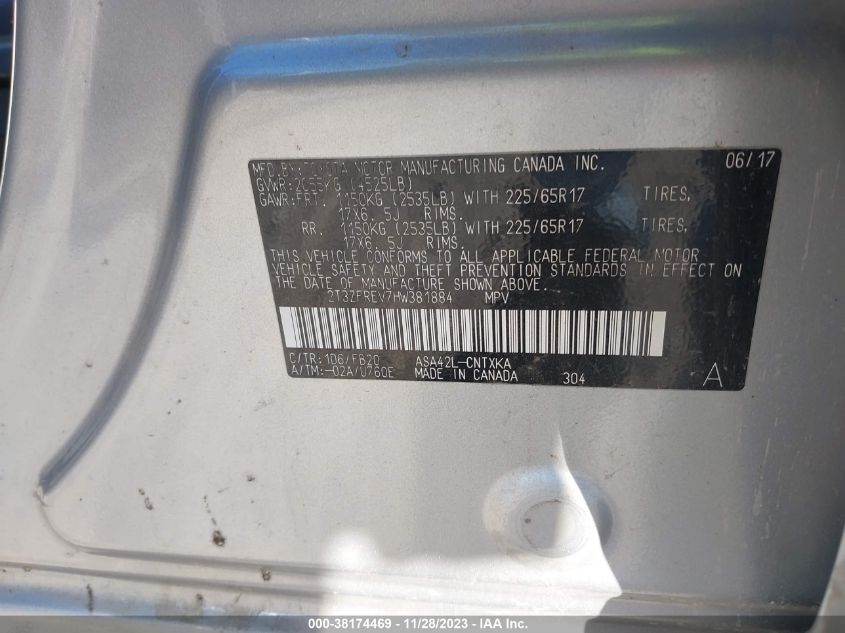 MFD.BY: TOYOTA MOTOR MANUFACTURING CANADA INC. 06/17
GVWR:2055KG (4525LB)
GAWR:FRT. 1150KG (2535LB) WITH 225/65R17 TIRES,
17X6.5J RIMS.
RR. 1150KG (2535LB) WITH 225/65R17 TIRES,
17X6.5J RIMS.
THIS VEHICLE CONFORMS TO ALL APPLICABLE FEDERAL MOTOR
VEHICLE SAFETY AND THEFT PREVENTION STANDARDS IN EFFECT ON
THE DATE OF MANUFACTURE SHOWN ABOVE.
2T3ZFREV7HW381884 MPV
C/TR:1D6/FB20 ASA42L-CNTXKA
A/TM:-02A/U760E MADE IN CANADA 304 A
000-38174469 - 11/28/2023 - IAA Inc.